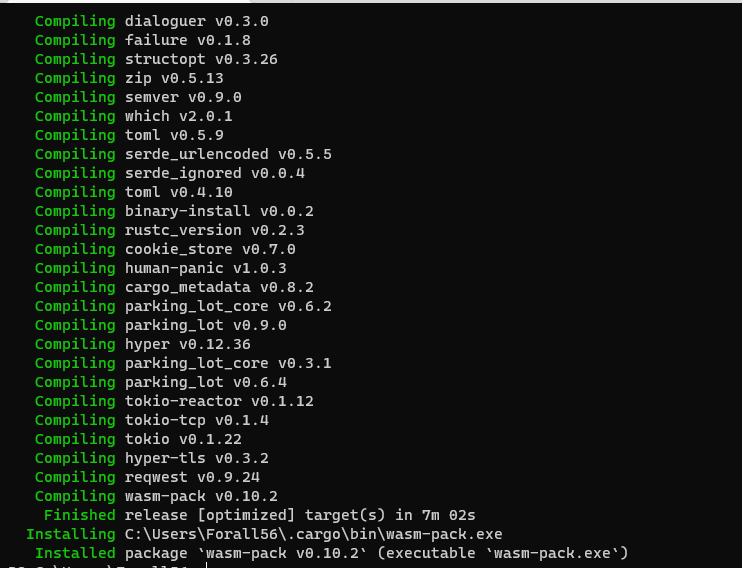 Compiling dialoguer v0.3.0
Compiling failure v0.1.8
Compiling structopt v0.3.26
Compiling zip v0.5.13
Compiling semver v0.9.0
Compiling which v2.0.1
Compiling toml v0.5.9
Compiling serde_urlencoded v0.5.5
Compiling serde_ignored v0.0.4
Compiling toml v0.4.10
Compiling binary-install v0.0.2
Compiling rustc_version v0.2.3
Compiling cookie_store v0.7.0
Compiling human-panic v1.0.3
Compiling cargo_metadata v0.8.2
Compiling parking_lot_core v0.6.2
Compiling parking_lot v0.9.0
Compiling hyper v0.12.36
Compiling parking_lot_core v0.3.1
Compiling parking_lot v0.6.4
Compiling tokio-reactor v0.1.12
Compiling tokio-tcp v0.1.4
Compiling tokio v0.1.22
Compiling hyper-tls v0.3.2
Compiling reqwest v0.9.24
Compiling wasm-pack v0.10.2
Finished release [optimized] target(s) in 7m 02s
Installing C:\Users\Forall56\.cargo\bin\wasm-pack.exe
Installed package `wasm-pack v0.10.2` (executable `wasm-pack.exe`)